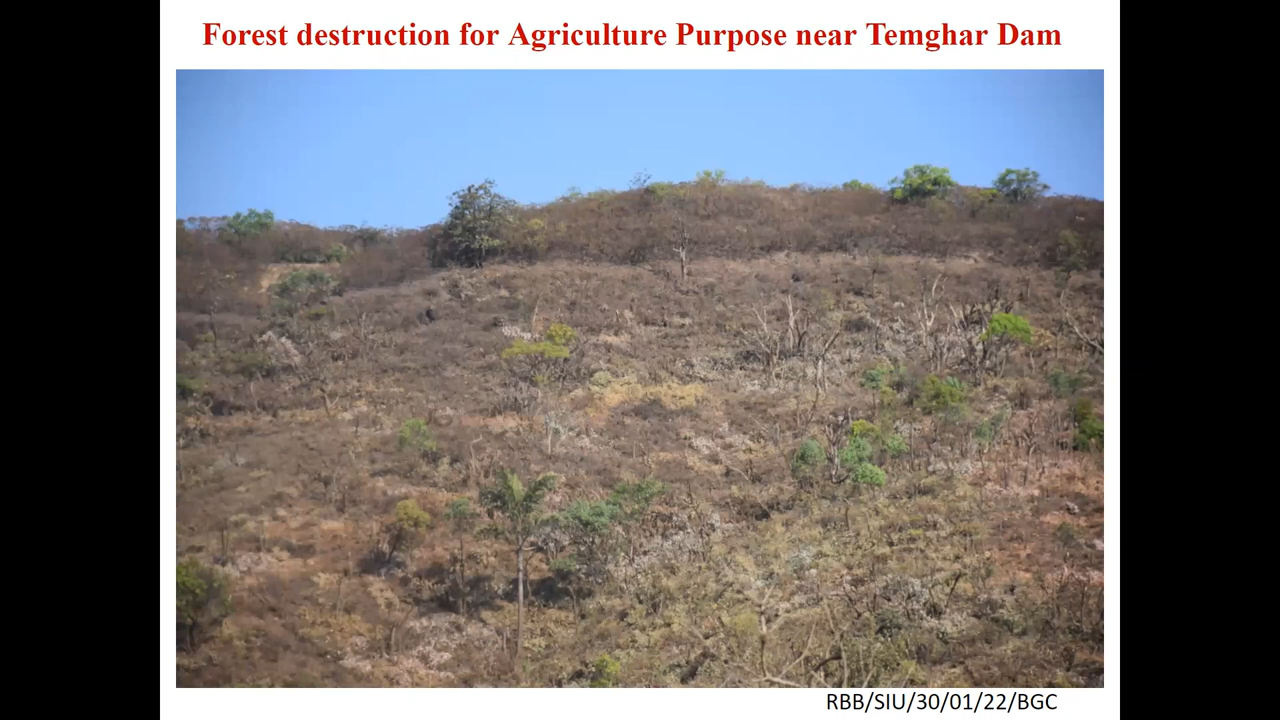 Forest destruction for Agriculture Purpose near Temghar Dam
RBB/SIU/30/01/22/BGC